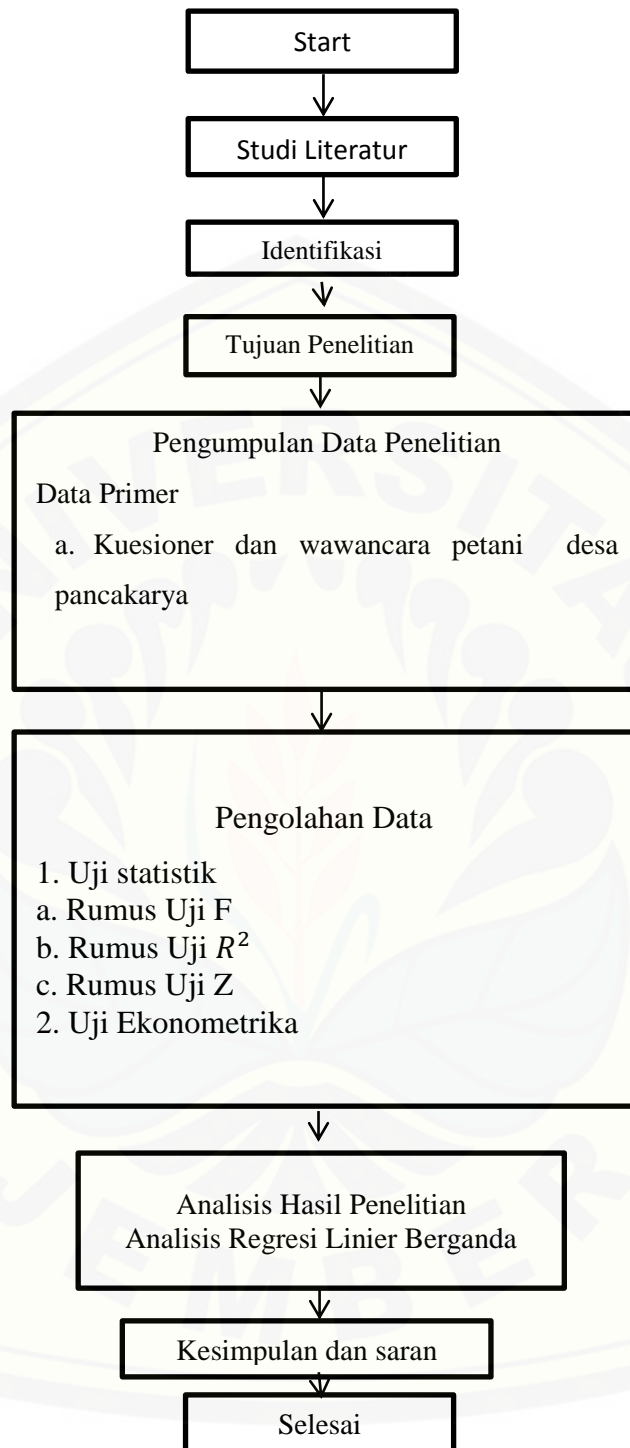 Start
Studi Literatur
Identifikasi
Tujuan Penelitian
Pengumpulan Data Penelitian
Data Primer
a. Kuesioner dan wawancara petani desa
pancakarya
Pengolahan Data
1. Uji statistik
a. Rumus Uji F
b. Rumus Uji R²
c. Rumus Uji Z
2. Uji Ekonometrika
Analisis Hasil Penelitian
Analisis Regresi Linier Berganda
Kesimpulan dan saran
Selesai
UNIVERSITA
JEMBER